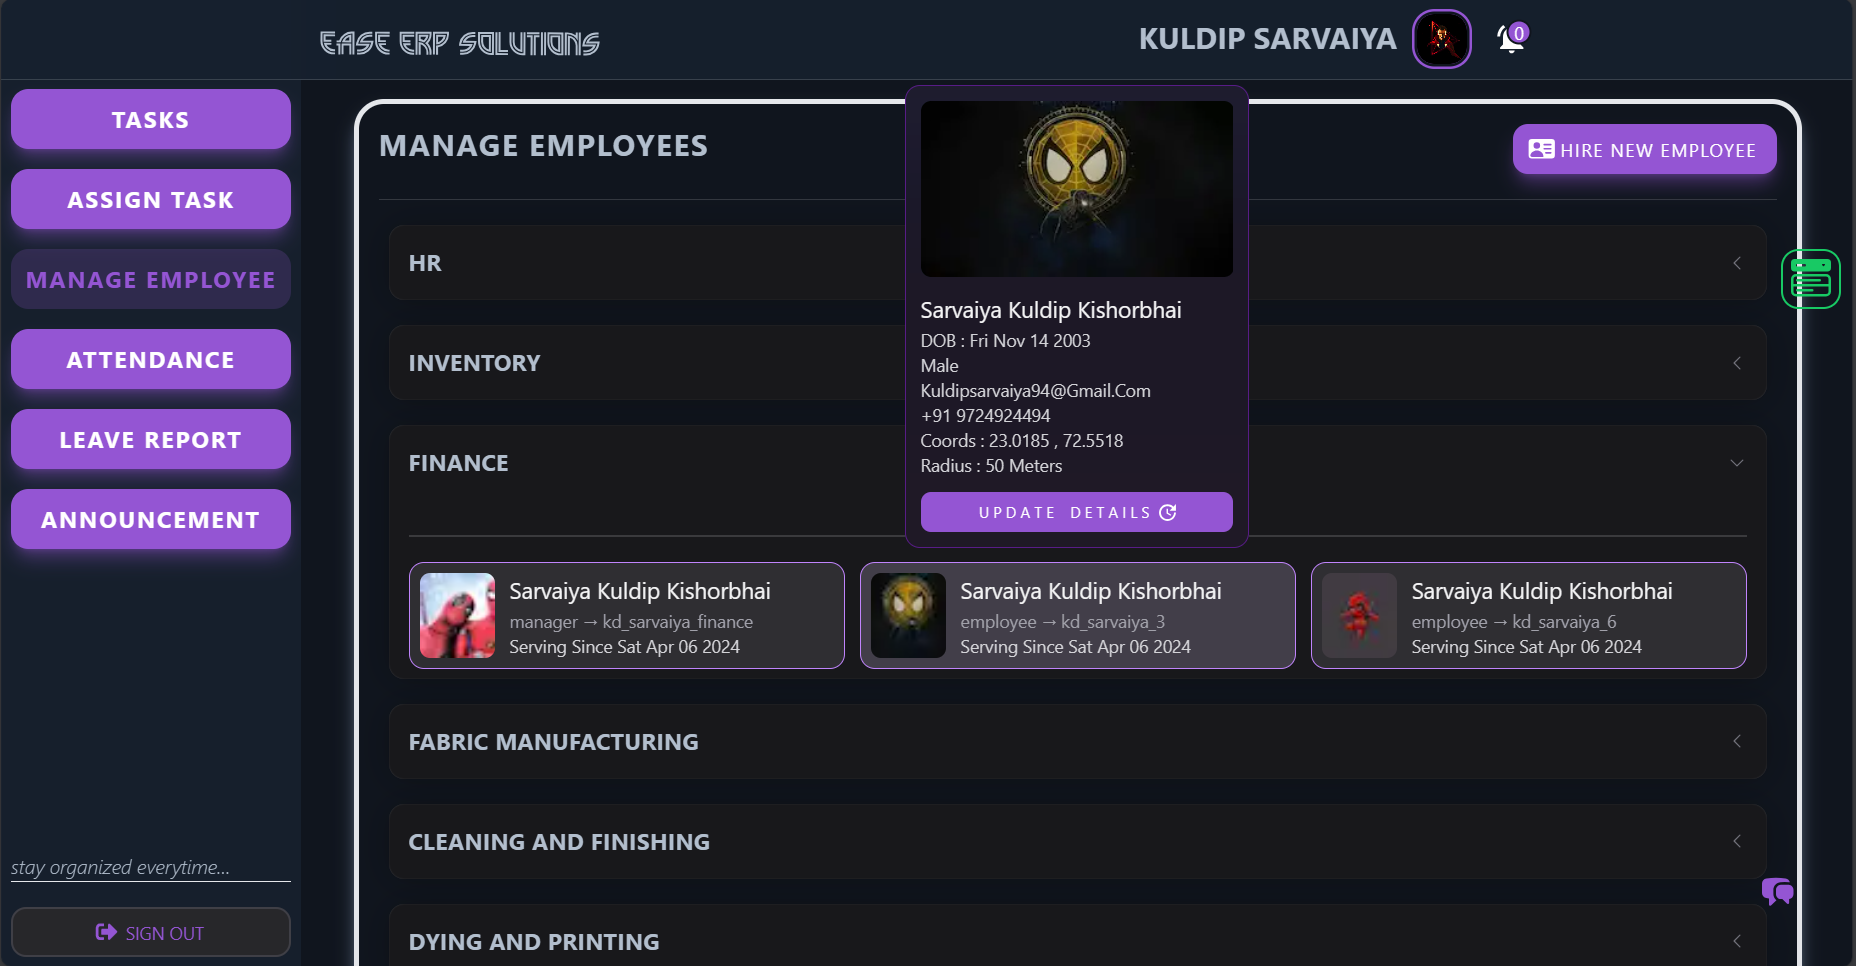 EASE ERP SOLUTIONS
KULDIP SARVAIYA
0
TASKS
ASSIGN TASK
MANAGE EMPLOYEE
ATTENDANCE
LEAVE REPORT
ANNOUNCEMENT
stay organized everytime...
SIGN OUT
MANAGE EMPLOYEES
HIRE NEW EMPLOYEE
HR
INVENTORY
FINANCE
Sarvaiya Kuldip Kishorbhai
DOB : Fri Nov 14 2003
Male
Kuldipsarvaiya94@Gmail.Com
+91 9724924494
Coords : 23.0185 , 72.5518
Radius : 50 Meters
UPDATE DETAILS
Sarvaiya Kuldip Kishorbhai
manager → kd_sarvaiya_finance
Serving Since Sat Apr 06 2024
Sarvaiya Kuldip Kishorbhai
employee → kd_sarvaiya_3
Serving Since Sat Apr 06 2024
Sarvaiya Kuldip Kishorbhai
employee → kd_sarvaiya_6
Serving Since Sat Apr 06 2024
FABRIC MANUFACTURING
CLEANING AND FINISHING
DYING AND PRINTING